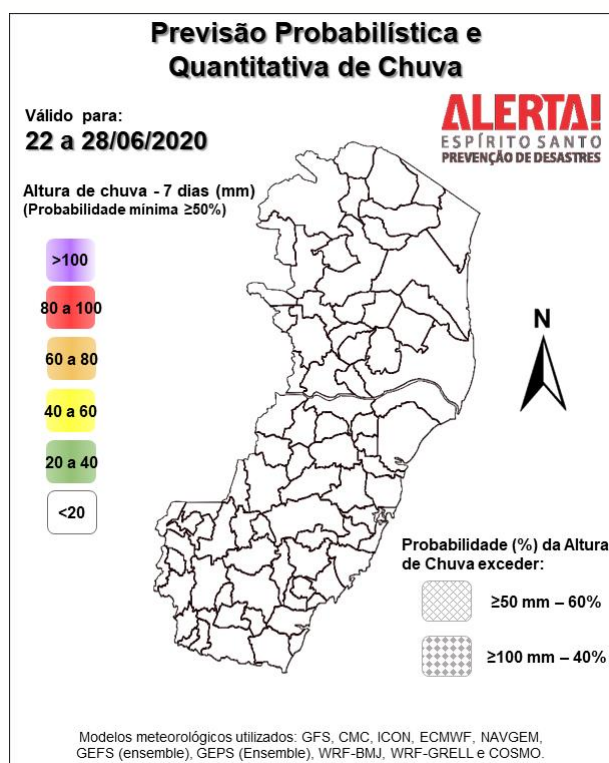 Previsão Probabilística e
Quantitativa de Chuva
Válido para:
22 a 28/06/2020
ALERTA!
ESPÍRITO SANTO
PREVENÇÃO DE DESASTRES
Altura de chuva - 7 dias (mm)
(Probabilidade mínima ≥50%)
>100
80 a 100
60 a 80
40 a 60
20 a 40
<20
N
Probabilidade (%) da Altura
de Chuva exceder:
≥50 mm – 60%
≥100 mm – 40%
Modelos meteorológicos utilizados: GFS, CMC, ICON, ECMWF, NAVGEM,
GEFS (ensemble), GEPS (Ensemble), WRF-BMJ, WRF-GRELL e COSMO.